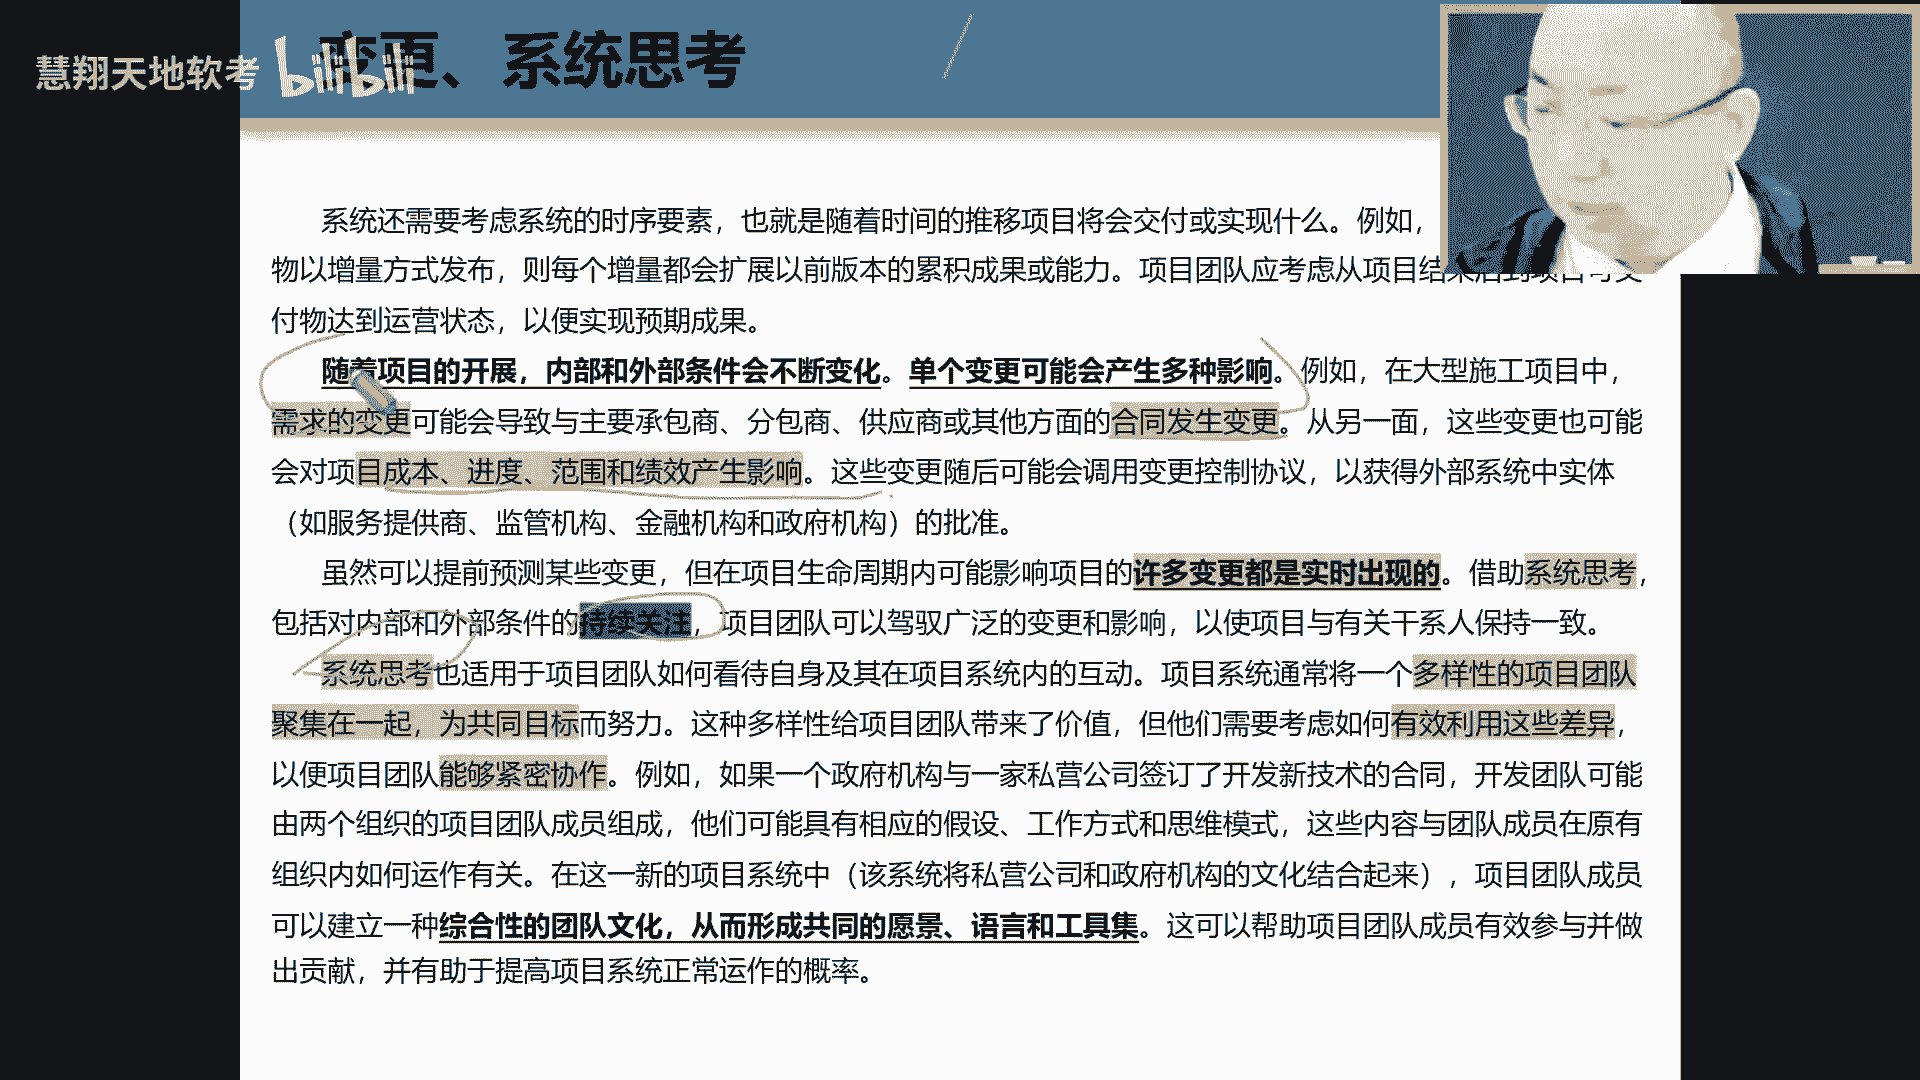 慧翔天地软考
bilibili
变更、系统思考
系统还需要考虑系统的时序要素，也就是随着时间的推移项目将会交付或实现什么。例如，
物以增量方式发布，则每个增量都会扩展以前版本的累积成果或能力。项目团队应考虑从项目结
付物达到运营状态，以便实现预期成果。
随着项目的开展，内部和外部条件会不断变化。单个变更可能会产生多种影响。例如，在大型施工项目中，
需求的变更可能会导致与主要承包商、分包商、供应商或其他方面的合同发生变更。从另一面，这些变更也可能
会对项目成本、进度、范围和绩效产生影响。这些变更随后可能会调用变更控制协议，以获得外部系统中实体
（如服务提供商、监管机构、金融机构和政府机构）的批准。
虽然可以提前预测某些变更，但在项目生命周期内可能影响项目的许多变更都是实时出现的。借助系统思考，
包括对内部和外部条件的持续关注，项目团队可以驾驭广泛的变更和影响，以使项目与有关干系人保持一致。
系统思考也适用于项目团队如何看待自身及其在项目系统内的互动。项目系统通常将一个多样性的项目团队
聚集在一起，为共同目标而努力。这种多样性给项目团队带来了价值，但他们需要考虑如何有效利用这些差异，
以便项目团队能够紧密协作。例如，如果一个政府机构与一家私营公司签订了开发新技术的合同，开发团队可能
由两个组织的项目团队成员组成，他们可能具有相应的假设、工作方式和思维模式，这些内容与团队成员在原有
组织内如何运作有关。在这一新的项目系统中（该系统将私营公司和政府机构的文化结合起来），项目团队成员
可以建立一种综合性的团队文化，从而形成共同的愿景、语言和工具集。这可以帮助项目团队成员有效参与并做
出贡献，并有助于提高项目系统正常运作的概率。